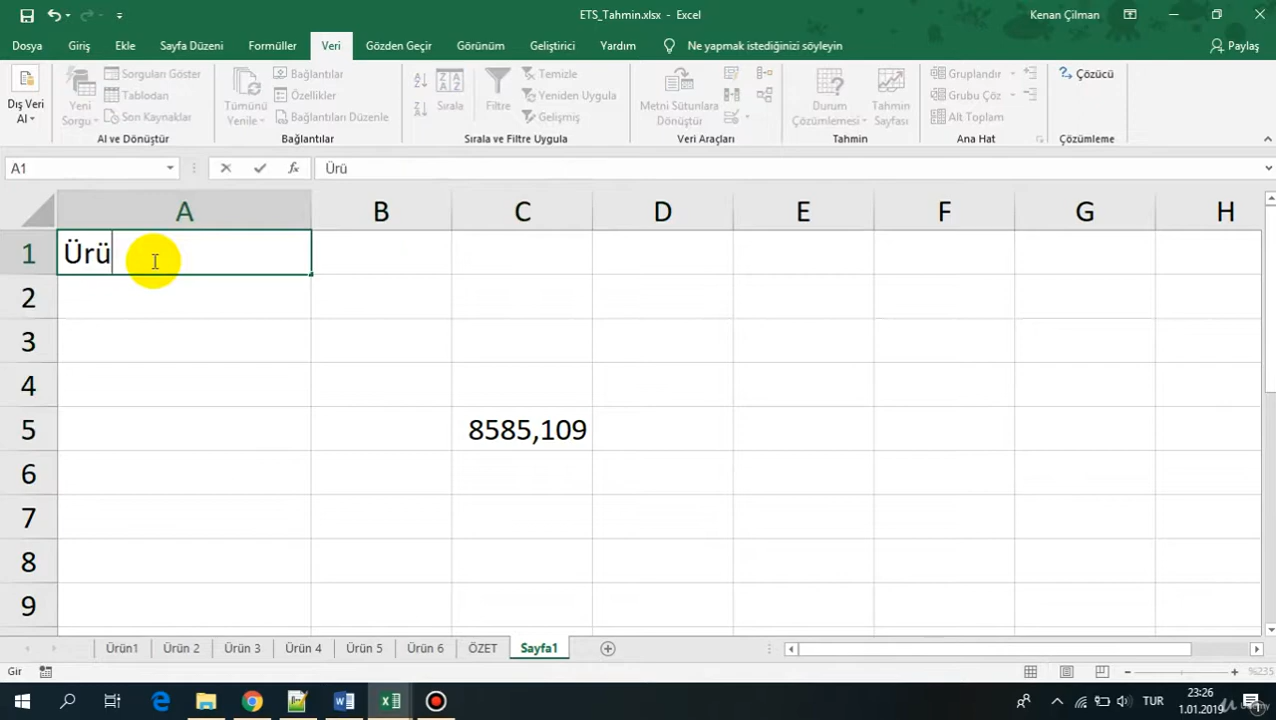 ETS_Tahmin.xlsx - Excel
Kenan Çilman
Dosya Giriş Ekle Sayfa Düzeni Formüller Veri Gözden Geçir Görünüm Geliştirici Yardım Ne yapmak istediğinizi söyleyin Paylaş
Dış Veri Al
Yeni Sorgu
Sorguları Göster
Tablodan
Son Kaynaklar
Al ve Dönüştür
Tümünü Yenile
Bağlantılar
Özellikler
Bağlantıları Düzenle
Bağlantılar
Sırala
Filtre
Temizle
Yeniden Uygula
Gelişmiş
Sırala ve Filtre Uygula
Metni Sütunlara Dönüştür
Veri Araçları
Durum Çözümlemesi
Tahmin Sayfası
Tahmin
Gruplandır
Grubu Çöz
Alt Toplam
Ana Hat
Çözücü
Çözümleme
A1
fx
Ürü
A B C D E F G H
1 Ürü
2
3
4
5 8585,109
6
7
8
9
Ürün1 Ürün 2 Ürün 3 Ürün 4 Ürün 5 Ürün 6 ÖZET Sayfa1
Gir
%235
TUR
23:26
1.01.2019